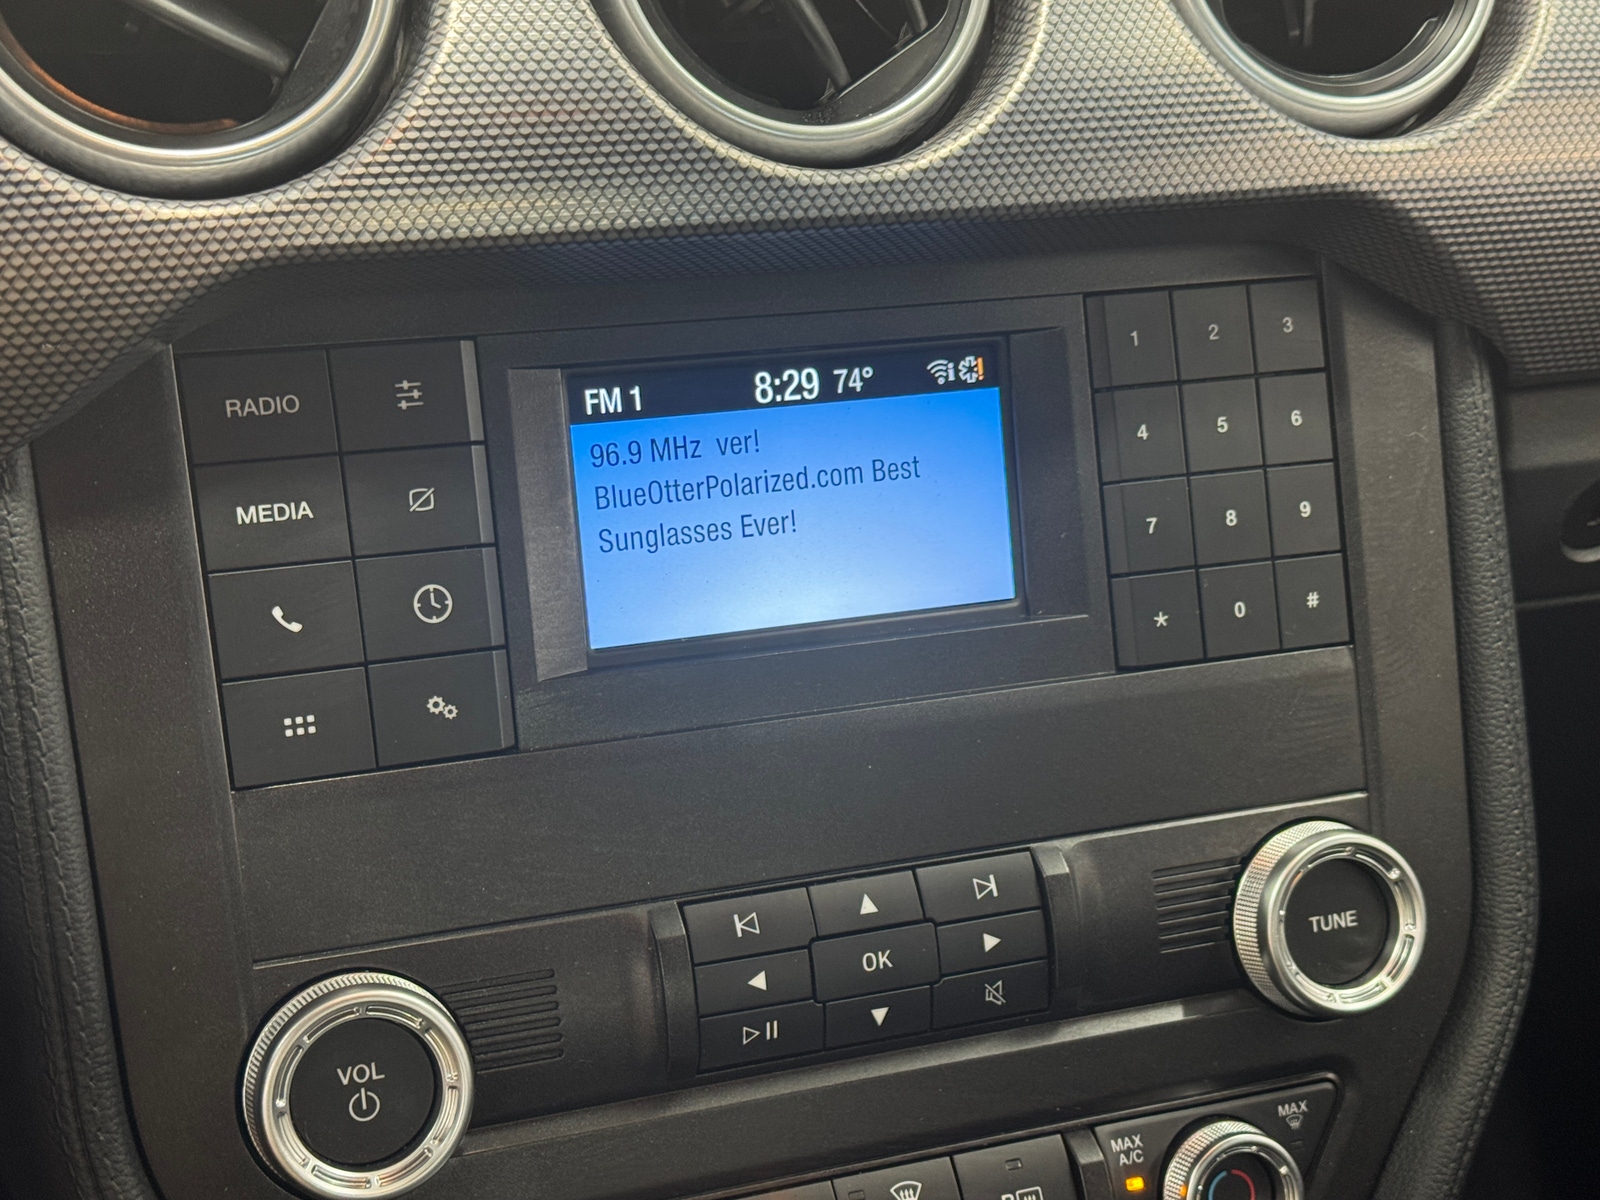 FM 1 8:29 74°
96.9 MHz ver!
BlueOtterPolarized.com Best
Sunglasses Ever!
RADIO
MEDIA
1 2 3
4 5 6
7 8 9
* 0 #
OK
VOL
TUNE
MAX
A/C
MAX